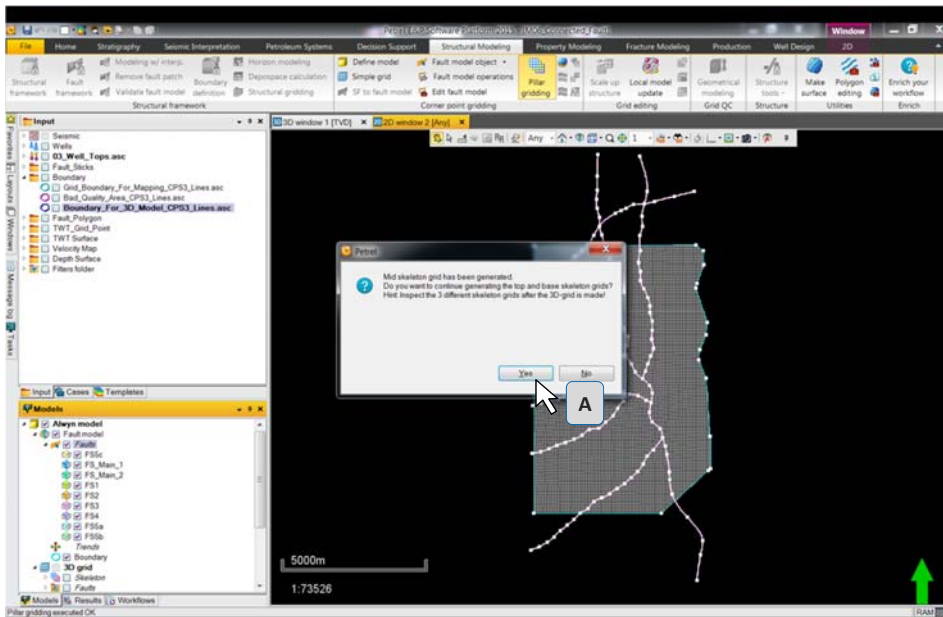 Petrel E&P Software Platform 2015 - [M06_Connected_Fault]
Window
File Home Stratigraphy Seismic Interpretation Petroleum Systems Decision Support Structural Modeling Property Modeling Fracture Modeling Production Well Design 2D
Modeling w/ interp. Horizon modeling Define model Fault model object
Remove fault patch Depospace calculation Simple grid Fault model operations
Validate fault model Structural gridding SF to fault model Edit fault model
Structural framework Fault framework Boundary definition Pillar gridding Scale up structure Local model update Geometrical modeling Structure tools Make surface Polygon editing Enrich your workflow
Structural framework Corner point gridding Grid editing Grid QC Structure Utilities Enrich
Input
3D window 1 [TVD] 2D window 2 [Any]
Any 1
Seismic
Wells
03_Well_Tops.asc
Fault_Sticks
Boundary
Grid_Boundary_For_Mapping_CPS3_Lines.asc
Bad_Quality_Area_CPS3_Lines.asc
Boundary_For_3D_Model_CPS3_Lines.asc
Fault_Polygon
TWT_Grid_Point
TWT Surface
Velocity Map
Depth Surface
Filters folder
Favorites
Layouts
Windows
Message log
Tasks
Petrel
Mid skeleton grid has been generated.
Do you want to continue generating the top and base skeleton grids?
Hint: Inspect the 3 different skeleton grids after the 3D-grid is made!
Yes No
A
Input Cases Templates
Models
Alwyn model
Fault model
Faults
FS5c
FS_Main_1
FS_Main_2
FS1
FS2
FS3
FS4
FS5a
FS5b
Trends
Boundary
3D grid
Skeleton
Faults
5000m
1:73526
Models Results Workflows
Pillar gridding executed OK
RAM